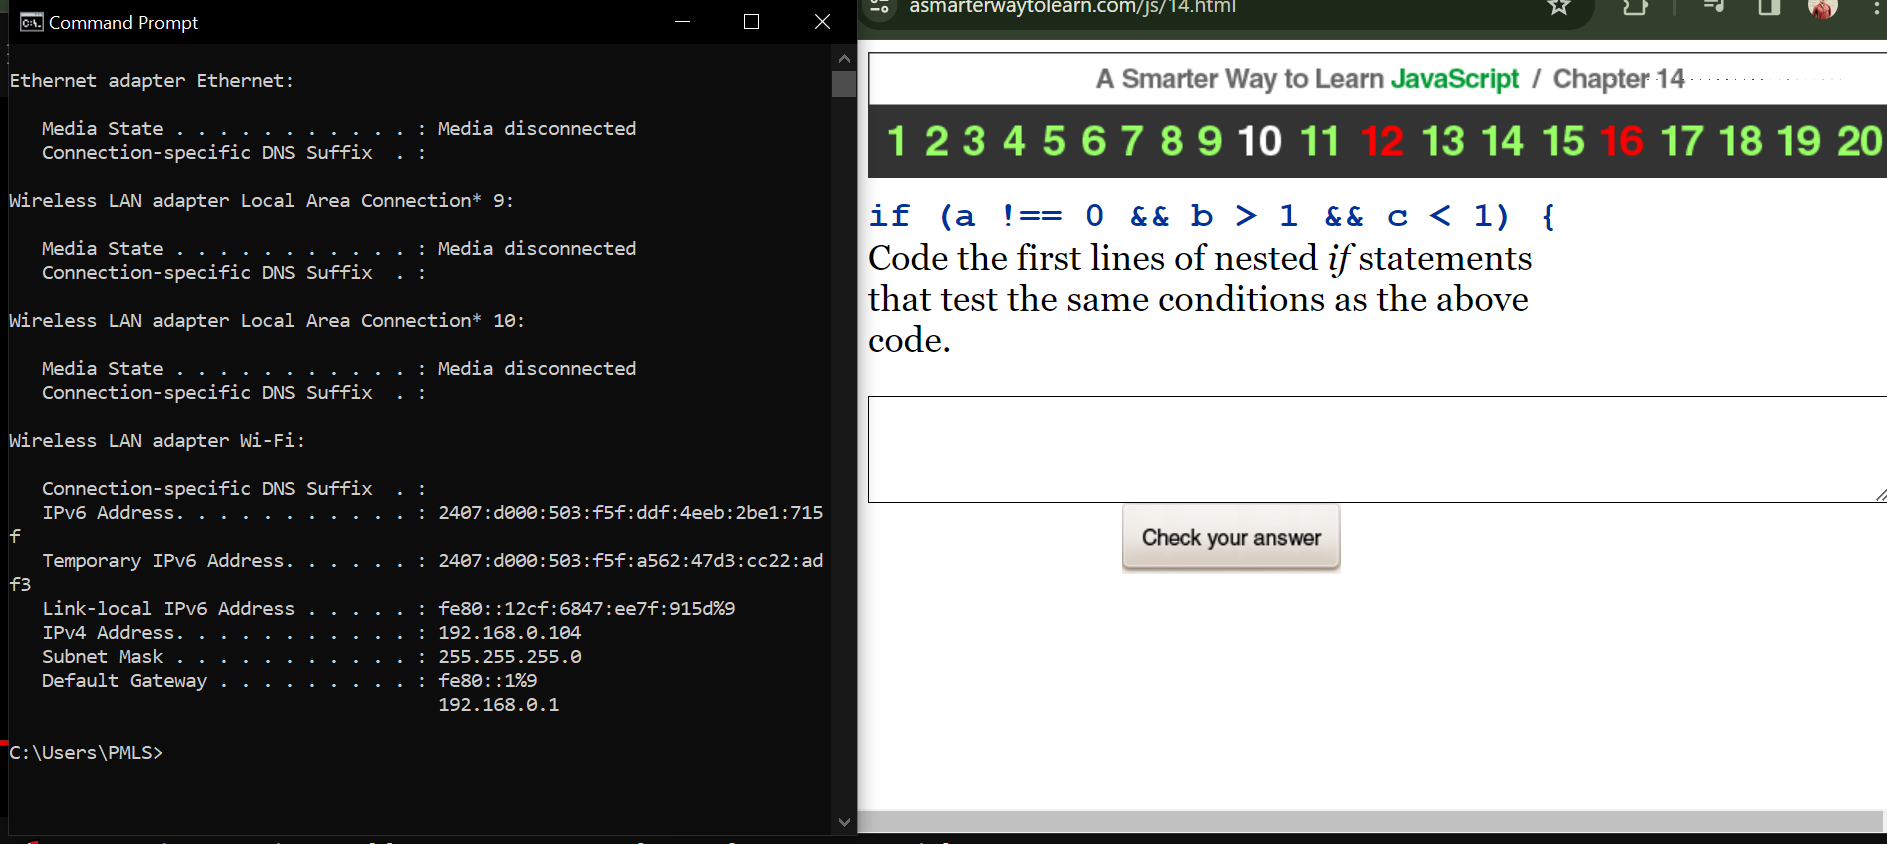 Command Prompt
Ethernet adapter Ethernet:
Media State . . . . . . . . . . . : Media disconnected
Connection-specific DNS Suffix  . :
Wireless LAN adapter Local Area Connection* 9:
Media State . . . . . . . . . . . : Media disconnected
Connection-specific DNS Suffix  . :
Wireless LAN adapter Local Area Connection* 10:
Media State . . . . . . . . . . . : Media disconnected
Connection-specific DNS Suffix  . :
Wireless LAN adapter Wi-Fi:
Connection-specific DNS Suffix  . :
IPv6 Address. . . . . . . . . . . : 2407:d000:503:f5f:ddf:4eeb:2be1:715
f
Temporary IPv6 Address. . . . . . : 2407:d000:503:f5f:a562:47d3:cc22:ad
f3
Link-local IPv6 Address . . . . . : fe80::12cf:6847:ee7f:915d%9
IPv4 Address. . . . . . . . . . . : 192.168.0.104
Subnet Mask . . . . . . . . . . . : 255.255.255.0
Default Gateway . . . . . . . . . : fe80::1%9
192.168.0.1
C:\Users\PMLS>
asmarterwaytolearn.com/js/14.html
A Smarter Way to Learn JavaScript / Chapter 14
1 2 3 4 5 6 7 8 9 10 11 12 13 14 15 16 17 18 19 20
if (a !== 0 && b > 1 && c < 1) {
Code the first lines of nested if statements
that test the same conditions as the above
code.
Check your answer